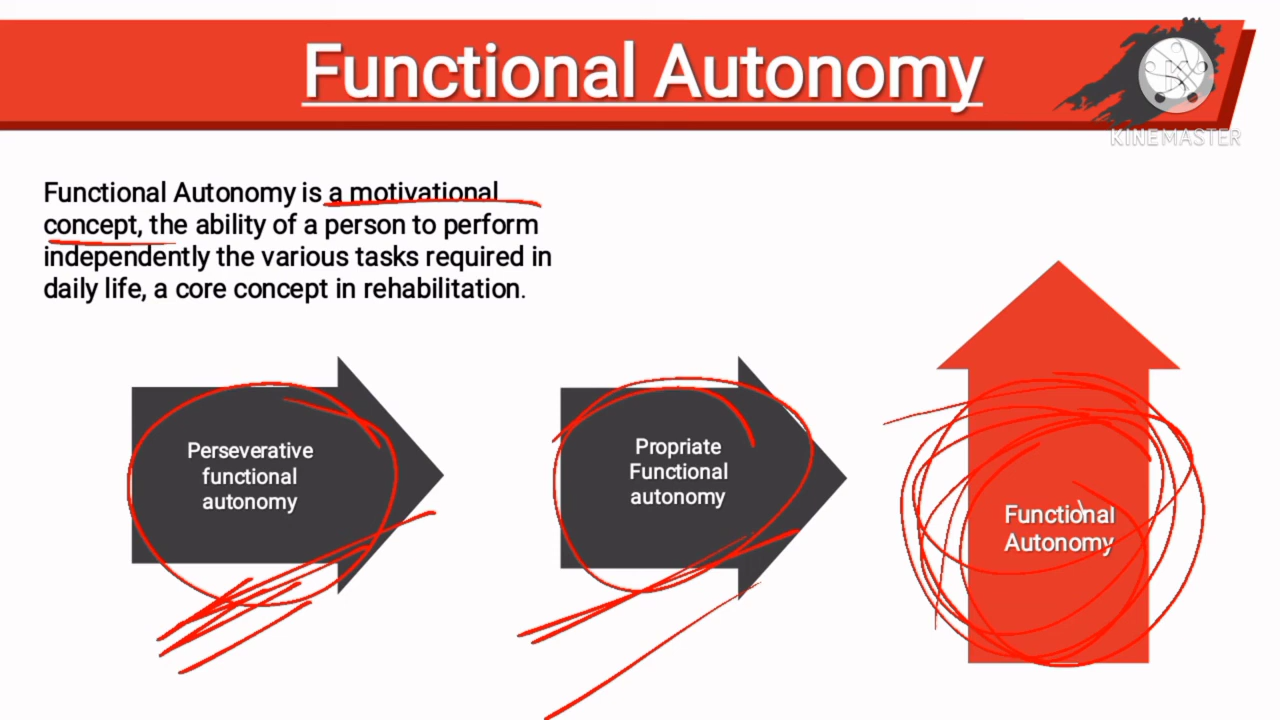 Functional Autonomy
KINEMASTER
Functional Autonomy is a motivational
concept, the ability of a person to perform
independently the various tasks required in
daily life, a core concept in rehabilitation.
Perseverative
functional
autonomy
Propriate
Functional
autonomy
Functional
Autonomy